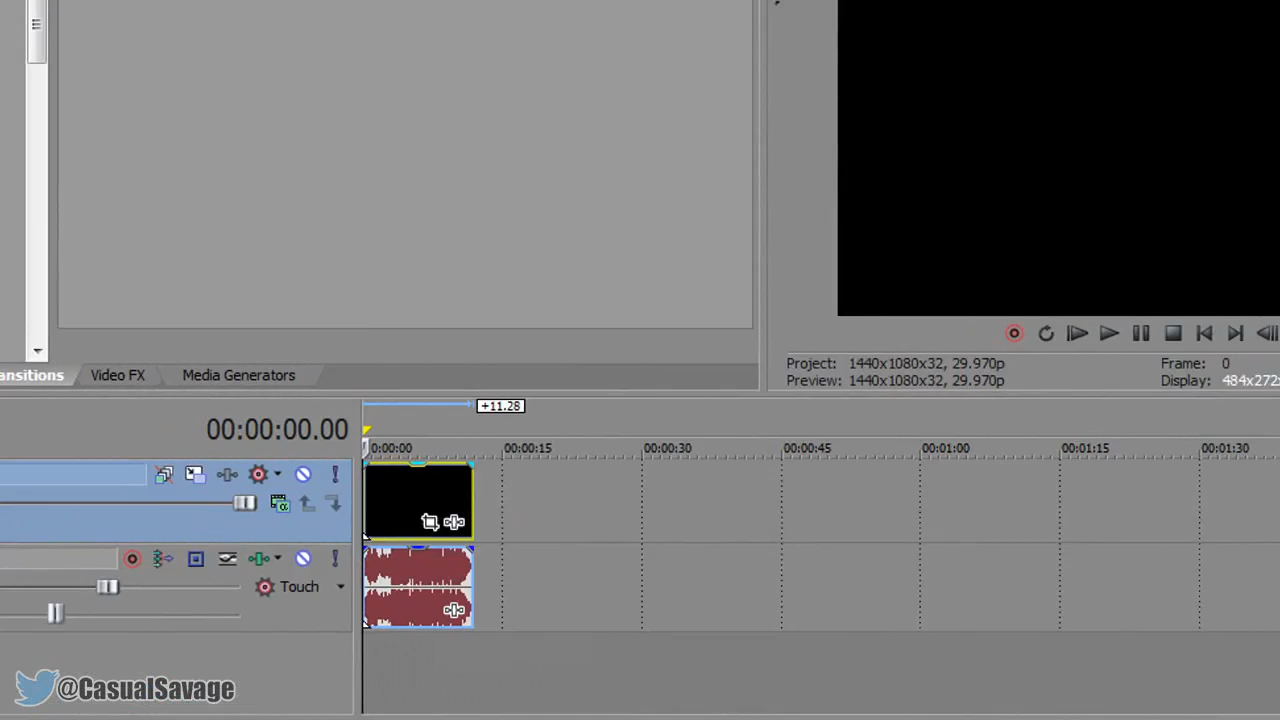 ansitions Video FX Media Generators
Project: 1440x1080x32, 29.970p Frame: 0
Preview: 1440x1080x32, 29.970p Display: 484x272x
+11.28
00:00:00.00
0:00:00 00:00:15 00:00:30 00:00:45 00:01:00 00:01:15 00:01:30
Touch
@CasualSavage